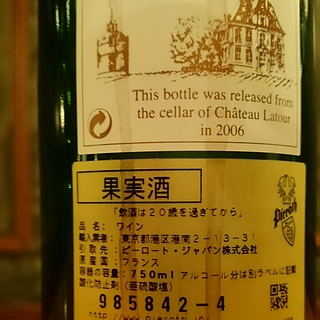 This bottle was released from
the cellar of Château Latour
in 2006
果実酒
Pieroth
「飲酒は20歳を過ぎてから」
品名: ワイン
輸入業者: 東京都港区港南2-13-31
引取先: ピーロート・ジャパン株式会社
原産国: フランス
容器の容量: 750ml アルコール分は別ラベルに記載
酸化防止剤(亜硫酸塩)
985842-4